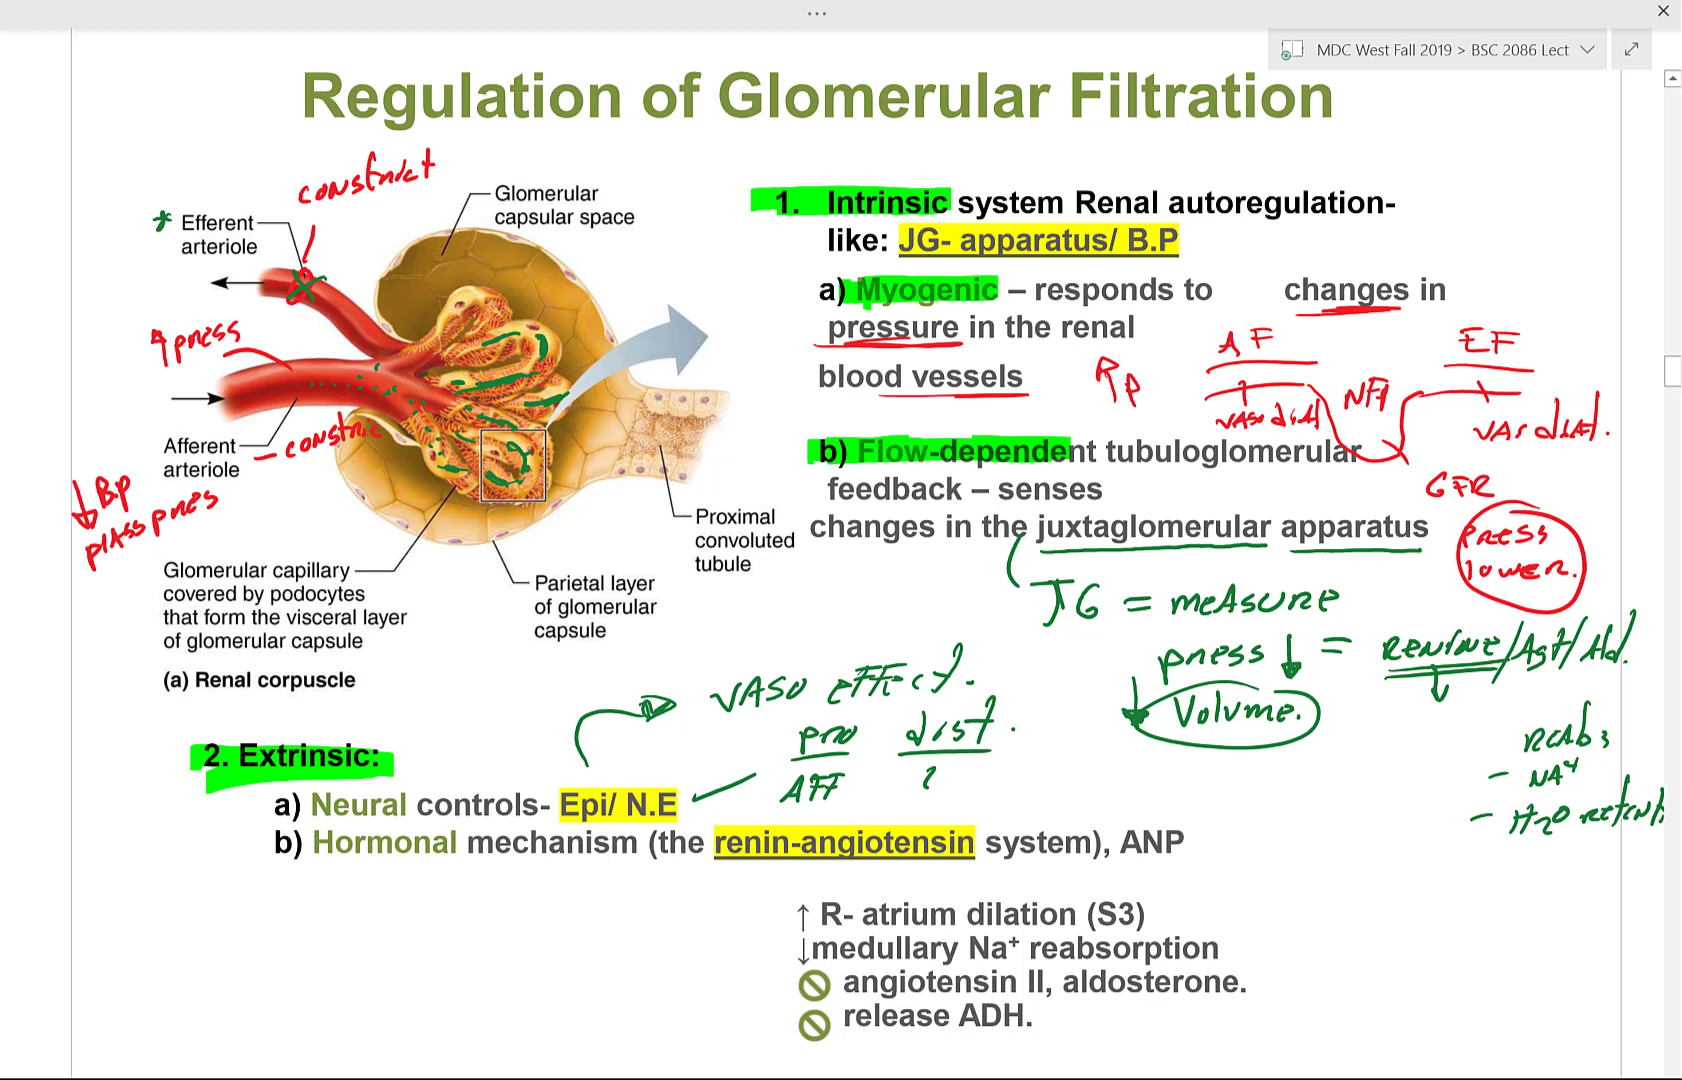 MDC West Fall 2019 > BSC 2086 Lect
Regulation of Glomerular Filtration
constrict
Glomerular
capsular space
* Efferent
arteriole
↑ press
Afferent
arteriole
– constric
↓ BP
press
Glomerular capillary
covered by podocytes
that form the visceral layer
of glomerular capsule
Parietal layer
of glomerular
capsule
Proximal
convoluted
tubule
(a) Renal corpuscle
1. Intrinsic system Renal autoregulation-
like: JG- apparatus/ B.P
a) Myogenic – responds to changes in
pressure in the renal
blood vessels
↑ P
AF
vaso dilat
EF
vas dilat.
b) Flow-dependent tubuloglomerular
feedback – senses
changes in the juxtaglomerular apparatus
GFR
press
lower.
JG = measure
press ↓ = renine/Agt/Ald.
↓ Volume.
Reabs
– Na+
– H2O retent
vaso effect.
pro dist.
Aff ?
2. Extrinsic:
a) Neural controls- Epi/ N.E
b) Hormonal mechanism (the renin-angiotensin system), ANP
↑ R- atrium dilation (S3)
↓medullary Na+ reabsorption
🛇 angiotensin II, aldosterone.
🛇 release ADH.